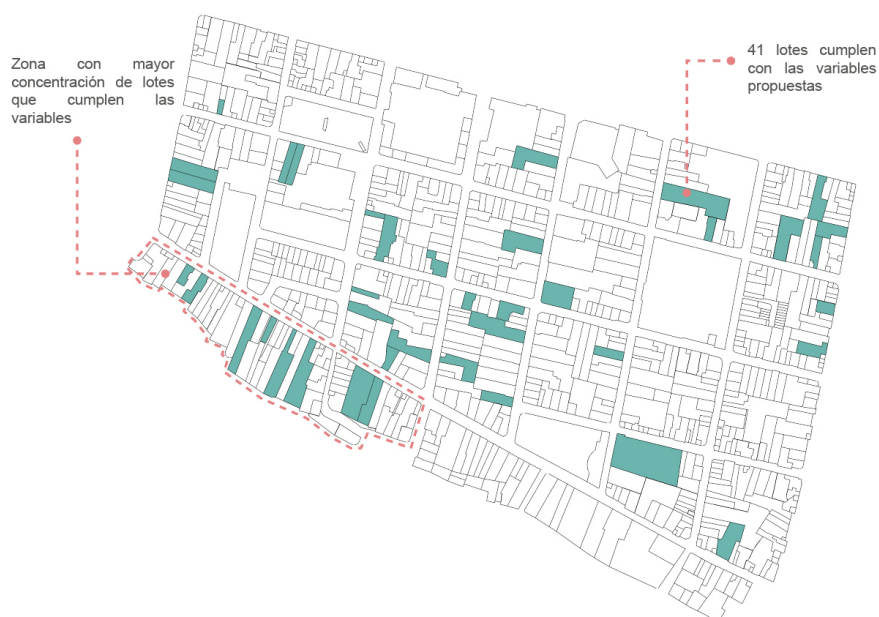 Zona con mayor
concentración de lotes
que cumplen las
variables
41 lotes cumplen
con las variables
propuestas